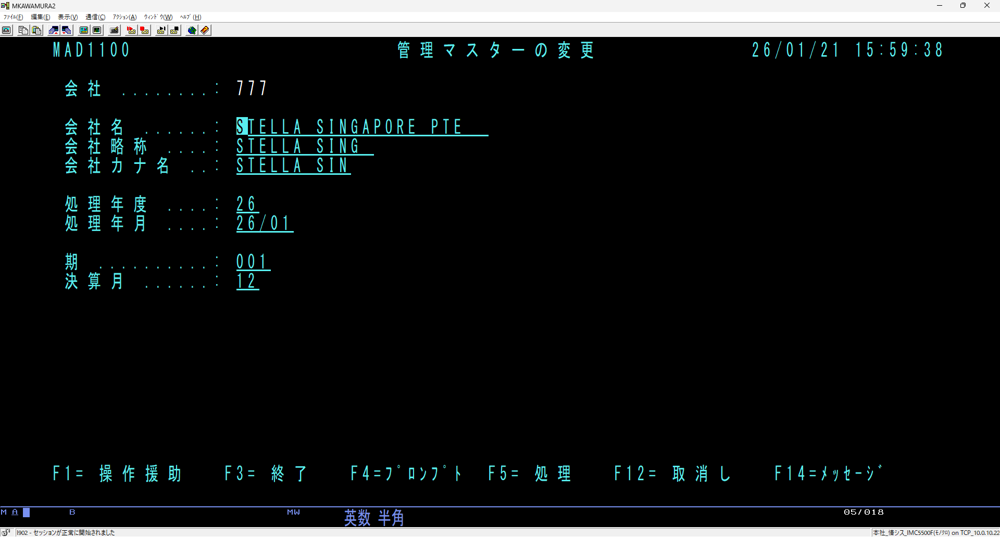 MKAWAMURA2
ﾌｧｲﾙ(F) 編集(E) 表示(V) 通信(C) ｱｸｼｮﾝ(A) ｳｨﾝﾄﾞｳ(W) ﾍﾙﾌﾟ(H)
MAD1100 管理マスターの変更 26/01/21 15:59:38
会社 ........: 777
会社名 ......: STELLA SINGAPORE PTE
会社略称 ....: STELLA SING
会社カナ名 ..: STELLA SIN
処理年度 ....: 26
処理年月 ....: 26/01
期 ..........: 001
決算月 ......: 12
F1= 操作援助 F3= 終了 F4=ﾌﾟﾛﾝﾌﾟﾄ F5= 処理 F12= 取消し F14=ﾒｯｾｰｼﾞ
M A B MW 英数 半角 05/018
I902 - セッションが正常に開始されました 本社_情シス_IMC5500F(ﾓﾉｸﾛ) on TCP_10.0.10.22